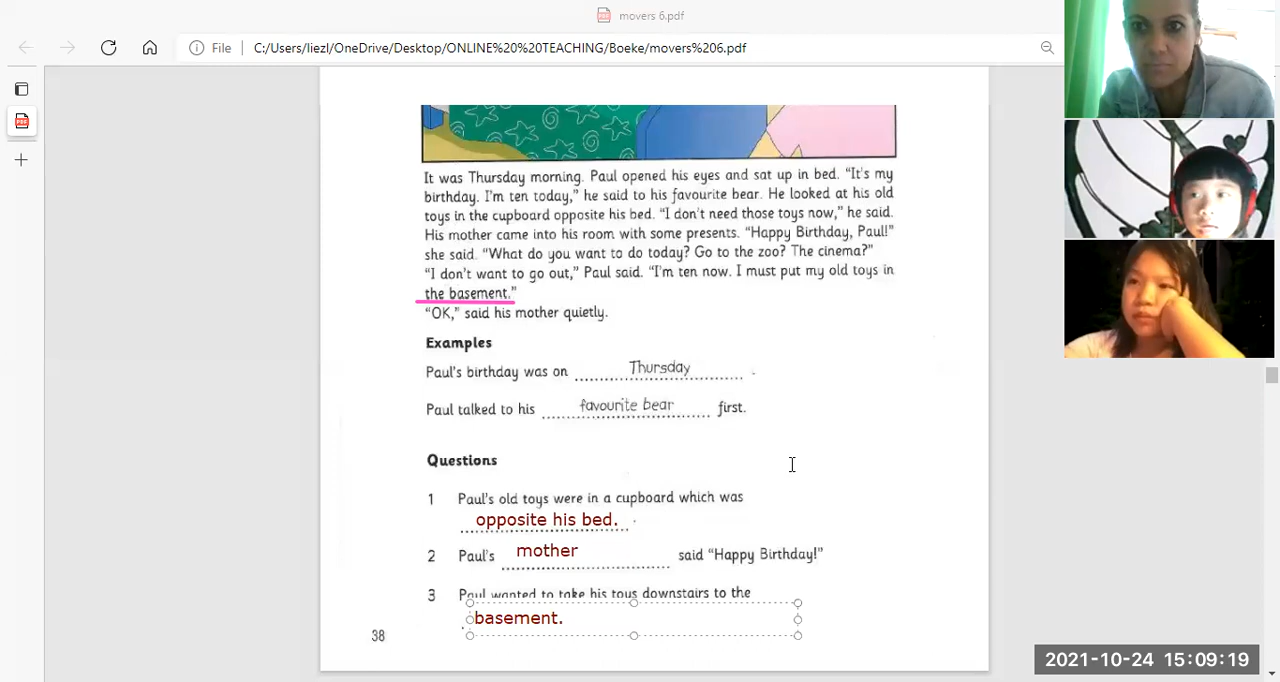 movers 6.pdf
File C:/Users/liezl/OneDrive/Desktop/ONLINE%20%20TEACHING/Boeke/movers%206.pdf
It was Thursday morning. Paul opened his eyes and sat up in bed. “It’s my
birthday. I’m ten today,” he said to his favourite bear. He looked at his old
toys in the cupboard opposite his bed. “I don’t need those toys now,” he said.
His mother came into his room with some presents. “Happy Birthday, Paul!”
she said. “What do you want to do today? Go to the zoo? The cinema?”
“I don’t want to go out,” Paul said. “I’m ten now. I must put my old toys in
the basement.”
“OK,” said his mother quietly.
Examples
Paul’s birthday was on Thursday .
Paul talked to his favourite bear first.
Questions
1 Paul’s old toys were in a cupboard which was
opposite his bed. .
2 Paul’s mother said “Happy Birthday!”
3 Paul wanted to take his toys downstairs to the
basement.
38
2021-10-24 15:09:19